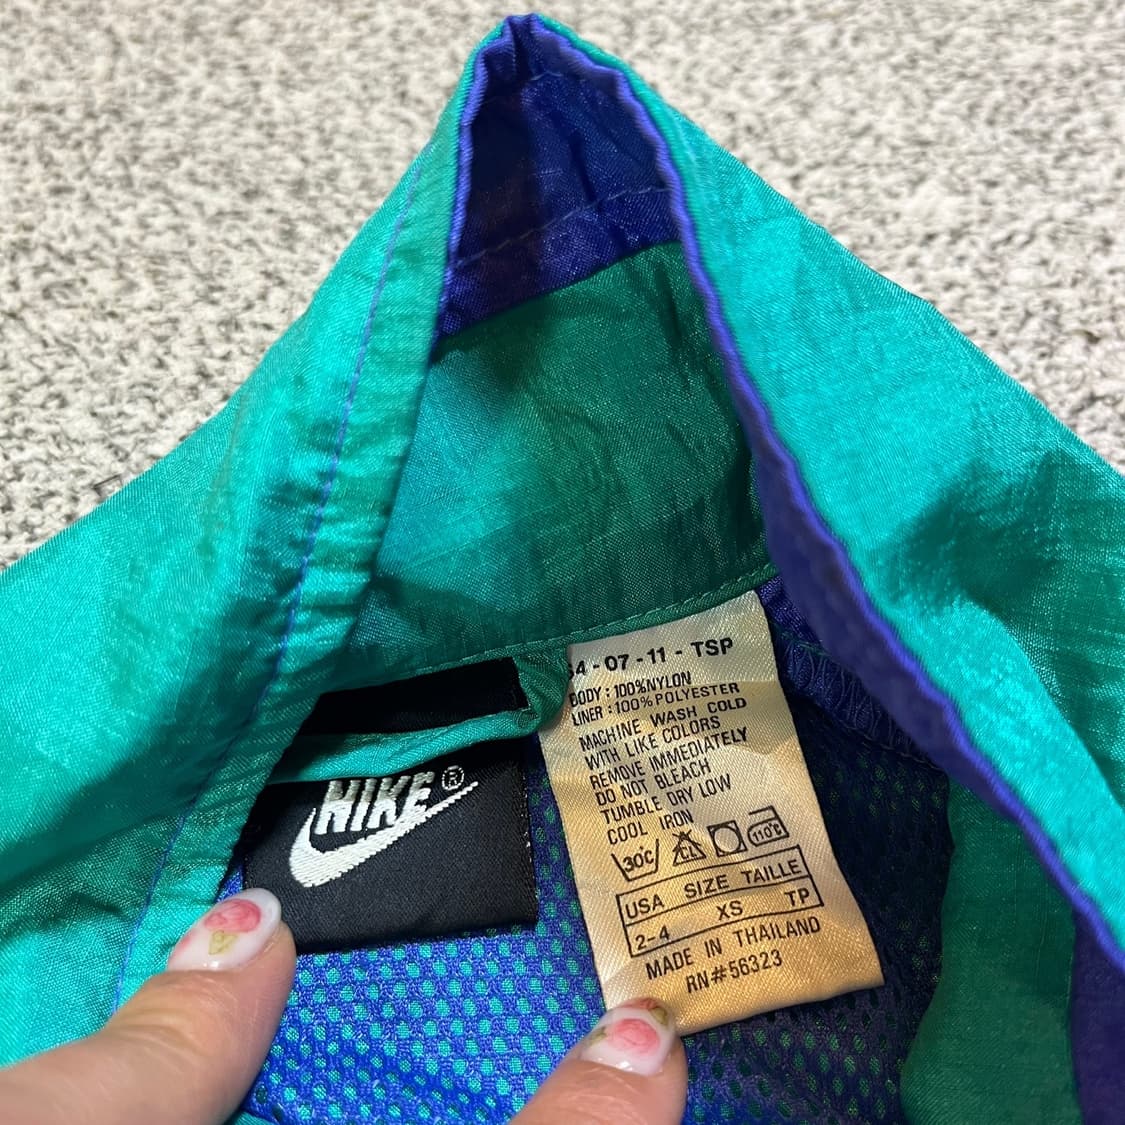 NIKE®
4-07-11-TSP
BODY: 100%NYLON
LINER: 100%POLYESTER
MACHINE WASH COLD
WITH LIKE COLORS
REMOVE IMMEDIATELY
DO NOT BLEACH
TUMBLE DRY LOW
COOL IRON
30°C CL 110°C
USA SIZE TAILLE
2-4 XS TP
MADE IN THAILAND
RN#56323